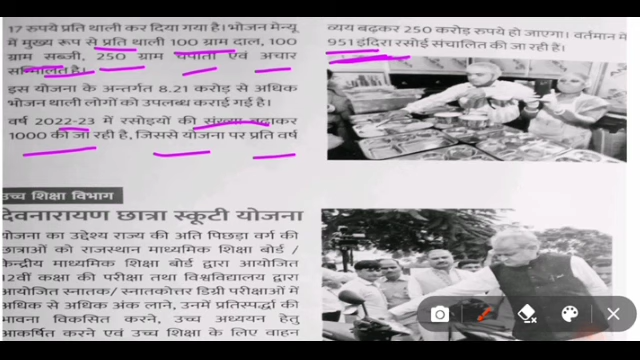 17 रुपये प्रति थाली कर दिया गया है। भोजन मेन्यू
में मुख्य रूप से प्रति थाली 100 ग्राम दाल, 100
ग्राम सब्जी, 250 ग्राम चपाती एवं अचार
सम्मिलित है।
इस योजना के अन्तर्गत 8.21 करोड़ से अधिक
भोजन थाली लोगों को उपलब्ध कराई गई है।
वर्ष 2022-23 में रसोइयों की संख्या बढ़ाकर
1000 की जा रही है, जिससे योजना पर प्रति वर्ष
व्यय बढ़कर 250 करोड़ रुपये हो जाएगा। वर्तमान में
951 इंदिरा रसोई संचालित की जा रही हैं।
उच्च शिक्षा विभाग
देवनारायण छात्रा स्कूटी योजना
योजना का उद्देश्य राज्य की अति पिछड़ा वर्ग की
छात्राओं को राजस्थान माध्यमिक शिक्षा बोर्ड /
केन्द्रीय माध्यमिक शिक्षा बोर्ड द्वारा आयोजित
12वीं कक्षा की परीक्षा तथा विश्वविद्यालय द्वारा
आयोजित स्नातक/ स्नातकोत्तर डिग्री परीक्षाओं में
अधिक से अधिक अंक लाने, उनमें प्रतिस्पर्द्धा की
भावना विकसित करने, उच्च अध्ययन हेतु
आकर्षित करने एवं उच्च शिक्षा के लिए वाहन